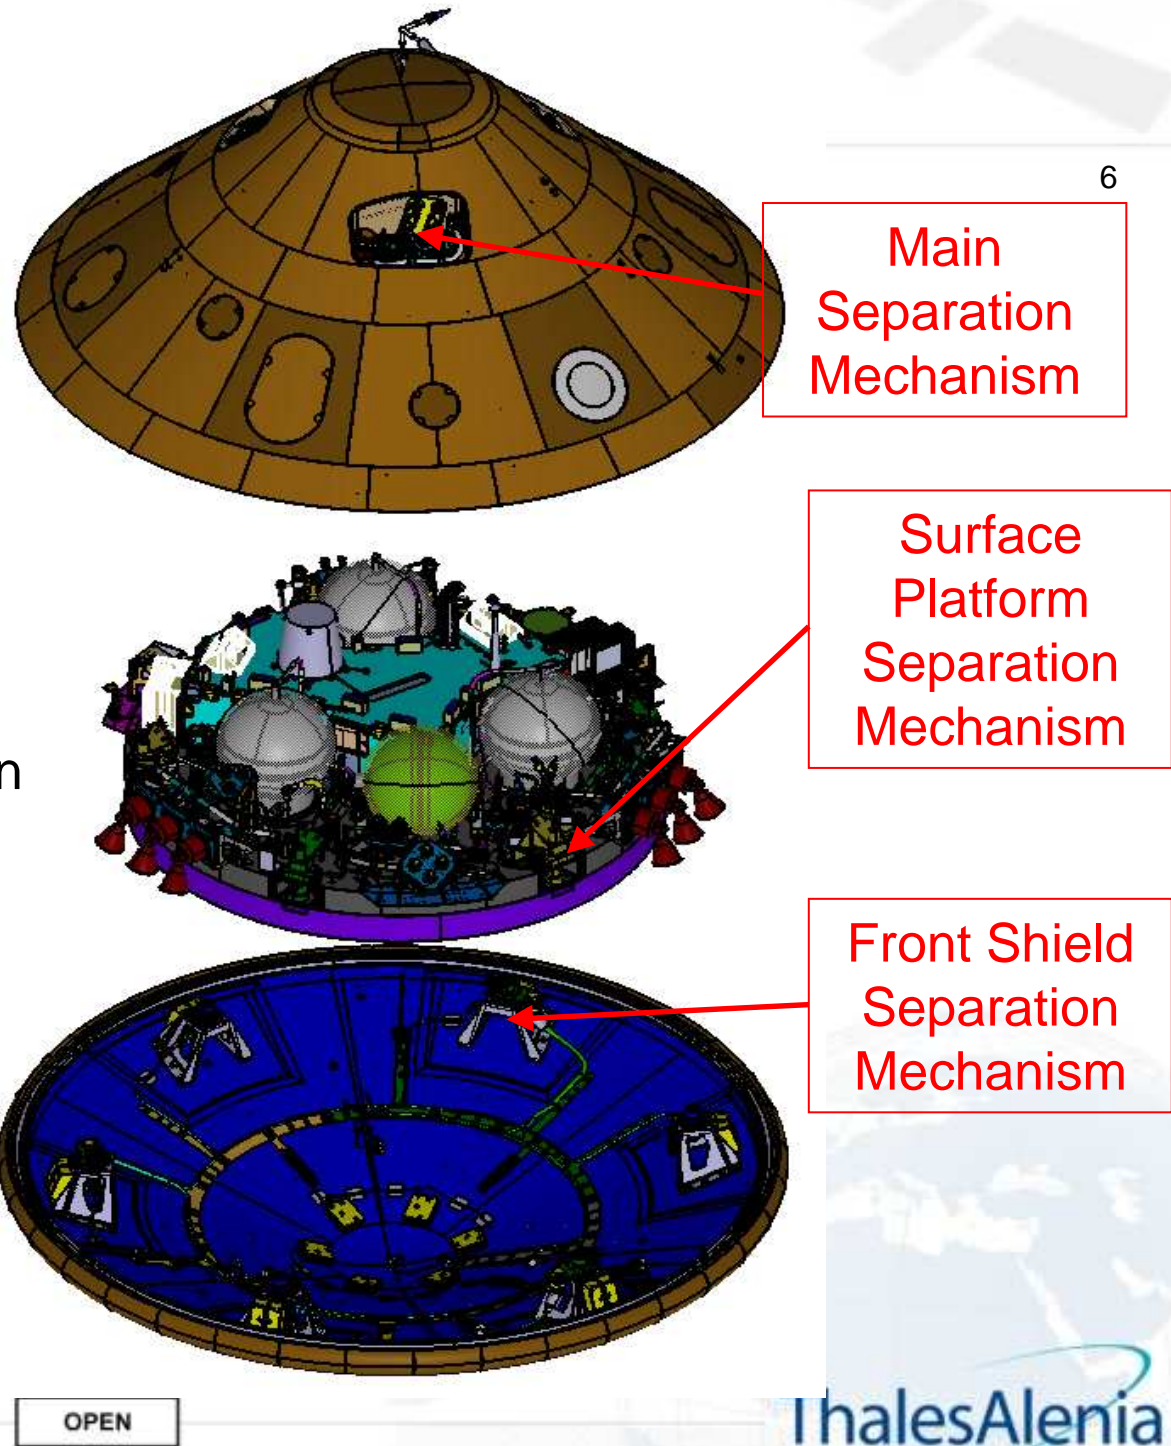 6
Main
Separation
Mechanism
Surface
Platform
Separation
Mechanism
n
Front Shield
Separation
Mechanism
OPEN
ThalesAlenia